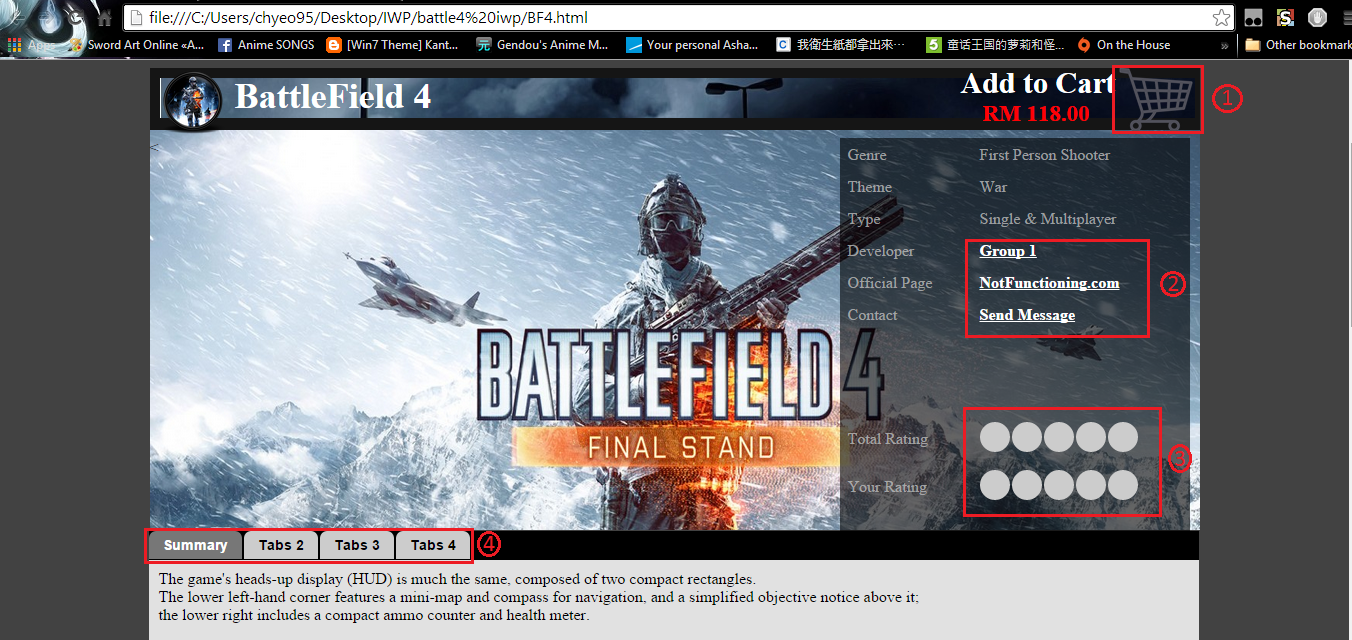 file:///C:/Users/chyeo95/Desktop/IWP/battle4%20iwp/BF4.html
Apps Sword Art Online «A... Anime SONGS [Win7 Theme] Kant... Gendou's Anime M... Your personal Asha... 我衛生紙都拿出來… 童话王国的萝莉和怪... On the House » Other bookmark
BattleField 4
Add to Cart
RM 118.00
①
<
Genre First Person Shooter
Theme War
Type Single & Multiplayer
Developer Group 1
Official Page NotFunctioning.com
Contact Send Message
②
BATTLEFIELD 4
FINAL STAND
Total Rating
Your Rating
③
Summary Tabs 2 Tabs 3 Tabs 4
④
The game's heads-up display (HUD) is much the same, composed of two compact rectangles.
The lower left-hand corner features a mini-map and compass for navigation, and a simplified objective notice above it;
the lower right includes a compact ammo counter and health meter.